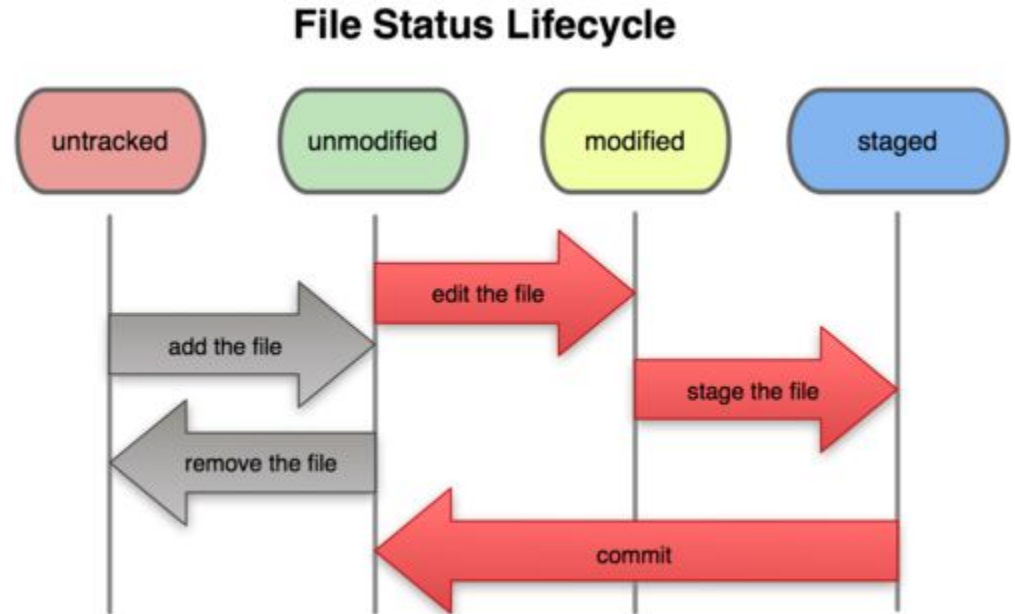 File Status Lifecycle
untracked
unmodified
modified
staged
edit the file
add the file
stage the file
remove the file
commit